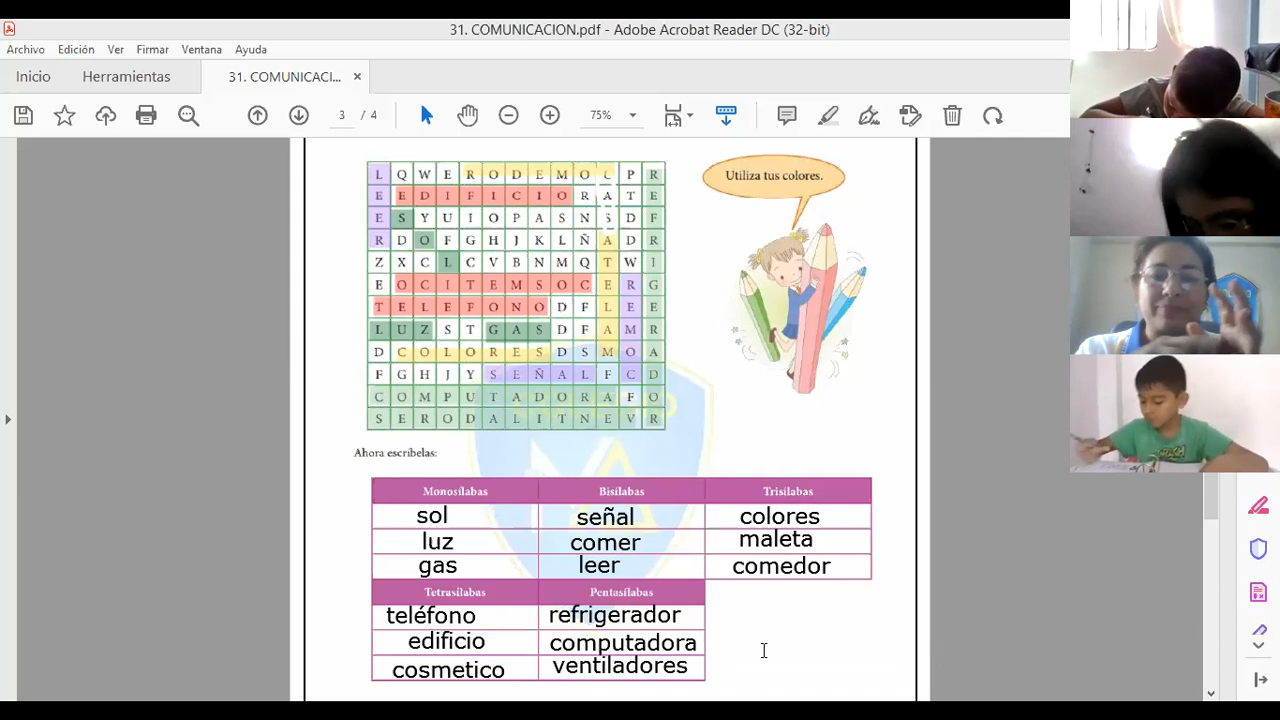 31. COMUNICACION.pdf - Adobe Acrobat Reader DC (32-bit)
Archivo Edición Ver Firmar Ventana Ayuda
Inicio Herramientas 31. COMUNICACI... ×
3 / 4 75%
L Q W E R O D E M O C P R
E E D I F I C I O R A T E
E S Y U I O P A S N S D F
R D O F G H J K L Ñ A D R
Z X C L C V B N M Q T W I
E O C I T E M S O C E R G
T E L E F O N O D F L E E
L U Z S T G A S D F A M R
D C O L O R E S D S M O A
F G H J Y S E Ñ A L F C D
C O M P U T A D O R A F O
S E R O D A L I T N E V R
Utiliza tus colores.
Ahora escribelas:
Monosílabas Bisílabas Trisílabas
sol señal colores
luz comer maleta
gas leer comedor
Tetrasílabas Pentasílabas
teléfono refrigerador
edificio computadora
cosmetico ventiladores